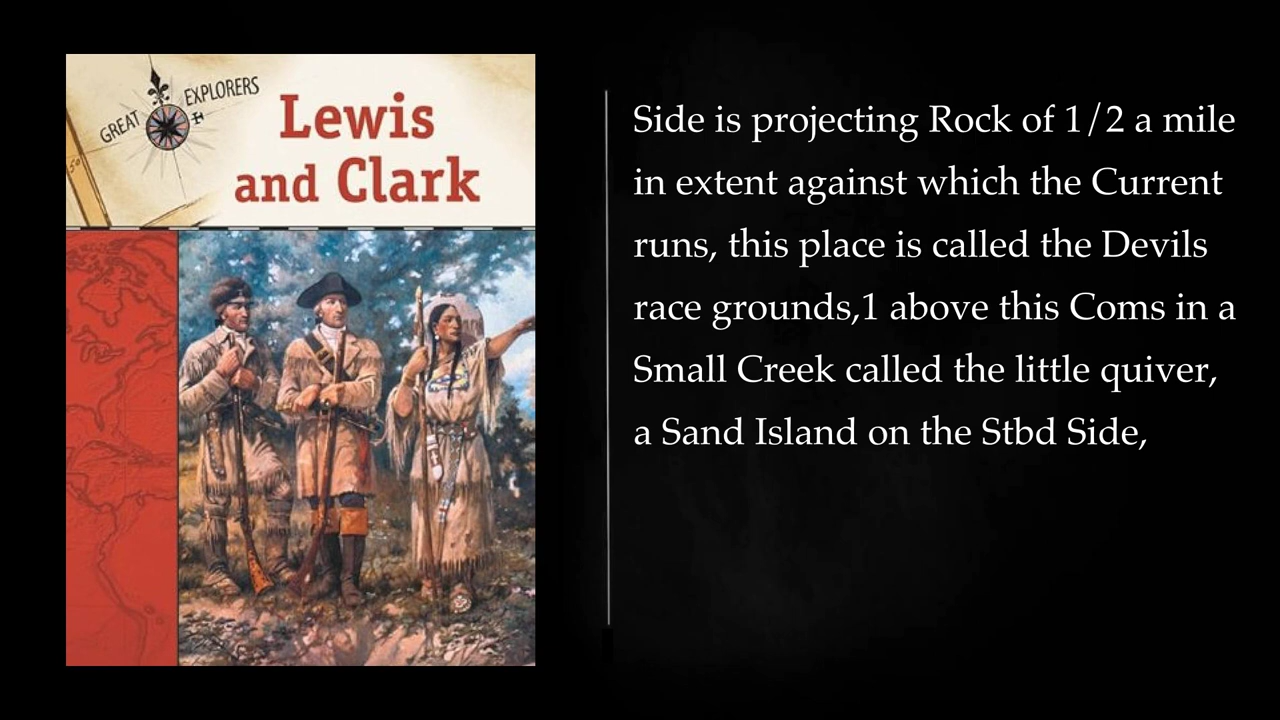 GREAT EXPLORERS
Lewis
and Clark
50
Side is projecting Rock of 1/2 a mile
in extent against which the Current
runs, this place is called the Devils
race grounds,1 above this Coms in a
Small Creek called the little quiver,
a Sand Island on the Stbd Side,